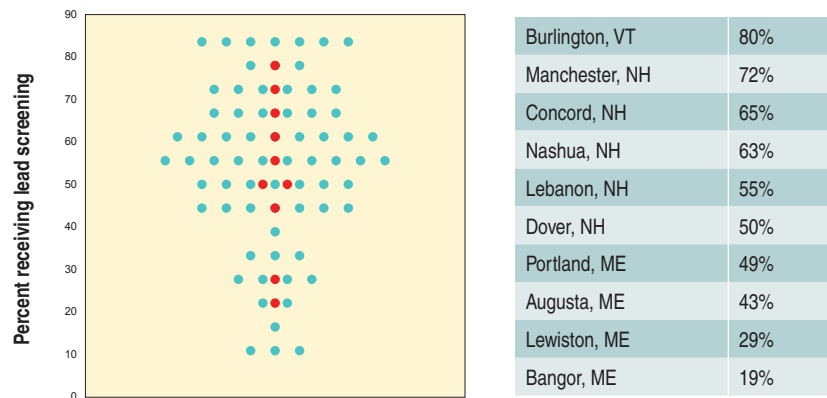 90
80
70
60
50
40
30
20
10
0
Percent receiving lead screening
Burlington, VT 80%
Manchester, NH 72%
Concord, NH 65%
Nashua, NH 63%
Lebanon, NH 55%
Dover, NH 50%
Portland, ME 49%
Augusta, ME 43%
Lewiston, ME 29%
Bangor, ME 19%